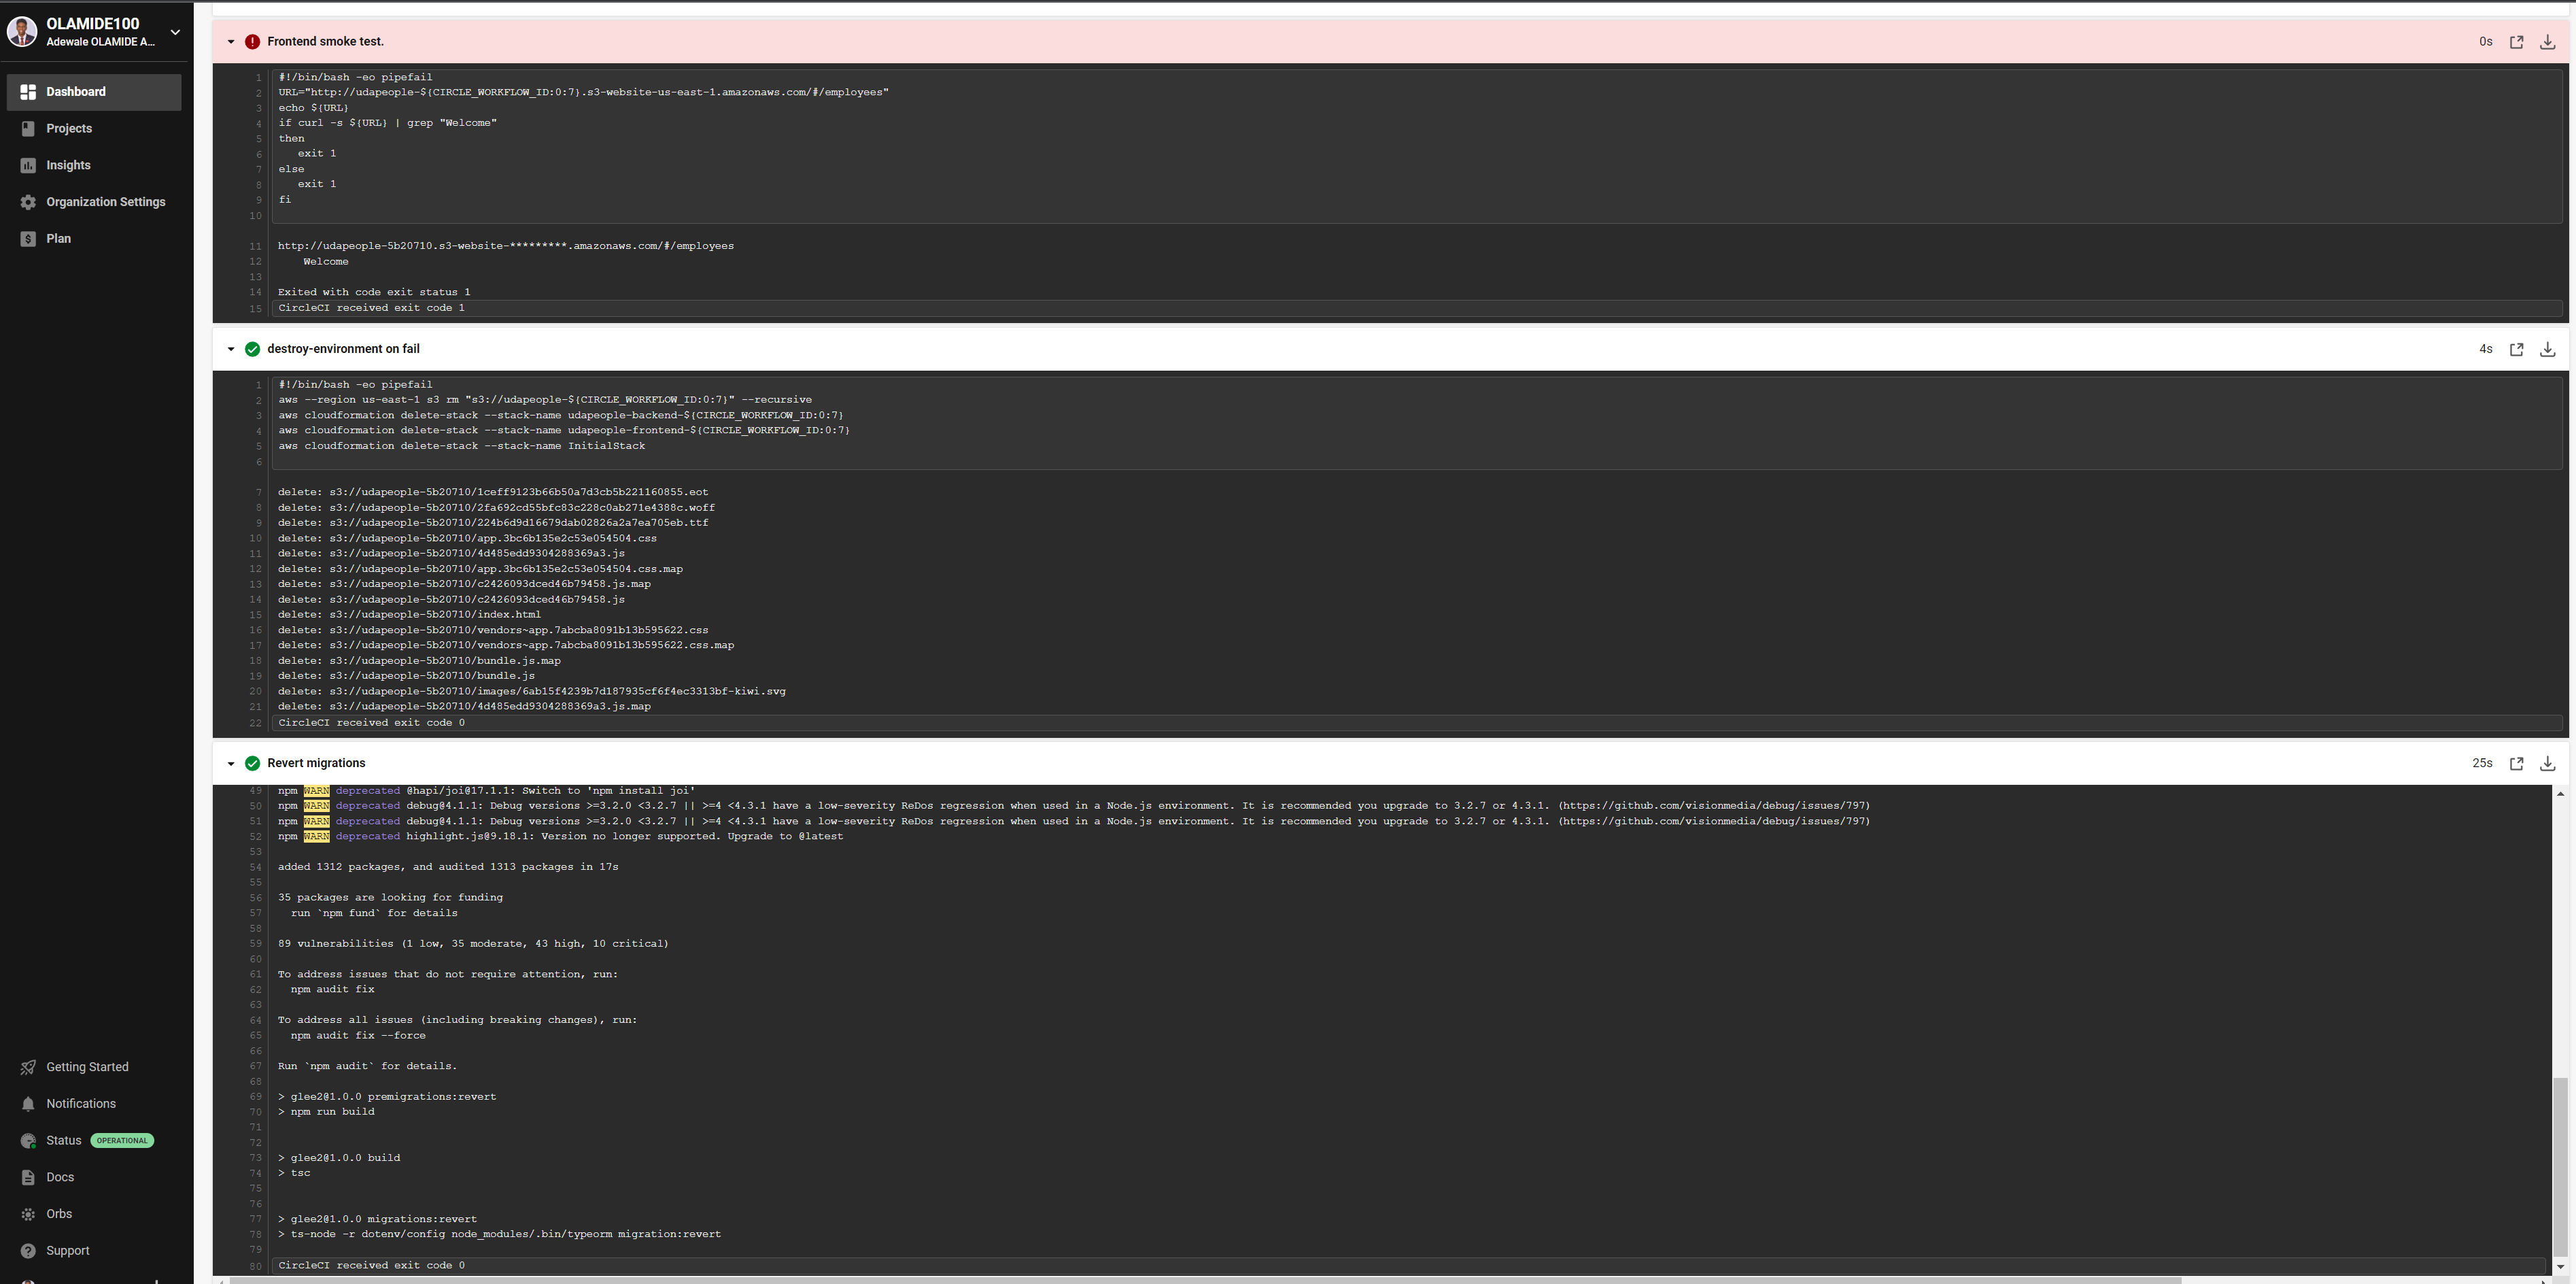 OLAMIDE100
Adewale OLAMIDE A...
Dashboard
Projects
Insights
Organization Settings
Plan
Getting Started
Notifications
Status OPERATIONAL
Docs
Orbs
Support
Frontend smoke test. 0s
1 #!/bin/bash -eo pipefail
2 URL="http://udapeople-${CIRCLE_WORKFLOW_ID:0:7}.s3-website-us-east-1.amazonaws.com/#/employees"
3 echo ${URL}
4 if curl -s ${URL} | grep "Welcome"
5 then
6 exit 1
7 else
8 exit 1
9 fi
10
11 http://udapeople-5b20710.s3-website-*********.amazonaws.com/#/employees
12 Welcome
13
14 Exited with code exit status 1
15 CircleCI received exit code 1
destroy-environment on fail 4s
1 #!/bin/bash -eo pipefail
2 aws --region us-east-1 s3 rm "s3://udapeople-${CIRCLE_WORKFLOW_ID:0:7}" --recursive
3 aws cloudformation delete-stack --stack-name udapeople-backend-${CIRCLE_WORKFLOW_ID:0:7}
4 aws cloudformation delete-stack --stack-name udapeople-frontend-${CIRCLE_WORKFLOW_ID:0:7}
5 aws cloudformation delete-stack --stack-name InitialStack
6
7 delete: s3://udapeople-5b20710/1ceff9123b66b50a7d3cb5b221160855.eot
8 delete: s3://udapeople-5b20710/2fa692cd55bfc83c228c0ab271e4388c.woff
9 delete: s3://udapeople-5b20710/224b6d9d16679dab02826a2a7ea705eb.ttf
10 delete: s3://udapeople-5b20710/app.3bc6b135e2c53e054504.css
11 delete: s3://udapeople-5b20710/4d485edd9304288369a3.js
12 delete: s3://udapeople-5b20710/app.3bc6b135e2c53e054504.css.map
13 delete: s3://udapeople-5b20710/c2426093dced46b79458.js.map
14 delete: s3://udapeople-5b20710/c2426093dced46b79458.js
15 delete: s3://udapeople-5b20710/index.html
16 delete: s3://udapeople-5b20710/vendors~app.7abcba8091b13b595622.css
17 delete: s3://udapeople-5b20710/vendors~app.7abcba8091b13b595622.css.map
18 delete: s3://udapeople-5b20710/bundle.js.map
19 delete: s3://udapeople-5b20710/bundle.js
20 delete: s3://udapeople-5b20710/images/6ab15f4239b7d187935cf6f4ec3313bf-kiwi.svg
21 delete: s3://udapeople-5b20710/4d485edd9304288369a3.js.map
22 CircleCI received exit code 0
Revert migrations 25s
49 npm WARN deprecated @hapi/joi@17.1.1: Switch to 'npm install joi'
50 npm WARN deprecated debug@4.1.1: Debug versions >=3.2.0 <3.2.7 || >=4 <4.3.1 have a low-severity ReDos regression when used in a Node.js environment. It is recommended you upgrade to 3.2.7 or 4.3.1. (https://github.com/visionmedia/debug/issues/797)
51 npm WARN deprecated debug@4.1.1: Debug versions >=3.2.0 <3.2.7 || >=4 <4.3.1 have a low-severity ReDos regression when used in a Node.js environment. It is recommended you upgrade to 3.2.7 or 4.3.1. (https://github.com/visionmedia/debug/issues/797)
52 npm WARN deprecated highlight.js@9.18.1: Version no longer supported. Upgrade to @latest
53
54 added 1312 packages, and audited 1313 packages in 17s
55
56 35 packages are looking for funding
57 run `npm fund` for details
58
59 89 vulnerabilities (1 low, 35 moderate, 43 high, 10 critical)
60
61 To address issues that do not require attention, run:
62 npm audit fix
63
64 To address all issues (including breaking changes), run:
65 npm audit fix --force
66
67 Run `npm audit` for details.
68
69 > glee2@1.0.0 premigrations:revert
70 > npm run build
71
72
73 > glee2@1.0.0 build
74 > tsc
75
76
77 > glee2@1.0.0 migrations:revert
78 > ts-node -r dotenv/config node_modules/.bin/typeorm migration:revert
79
80 CircleCI received exit code 0